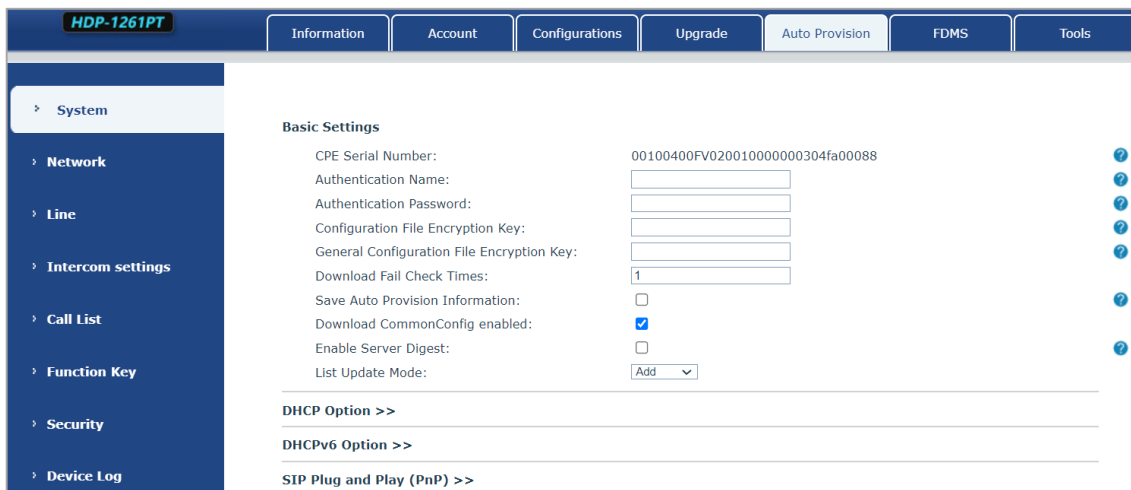 HDP-1261PT
Information Account Configurations Upgrade Auto Provision FDMS Tools
System
Network
Line
Intercom settings
Call List
Function Key
Security
Device Log
Basic Settings
CPE Serial Number: 00100400FV020010000000304fa00088
Authentication Name:
Authentication Password:
Configuration File Encryption Key:
General Configuration File Encryption Key:
Download Fail Check Times: 1
Save Auto Provision Information:
Download CommonConfig enabled:
Enable Server Digest:
List Update Mode: Add
DHCP Option >>
DHCPv6 Option >>
SIP Plug and Play (PnP) >>